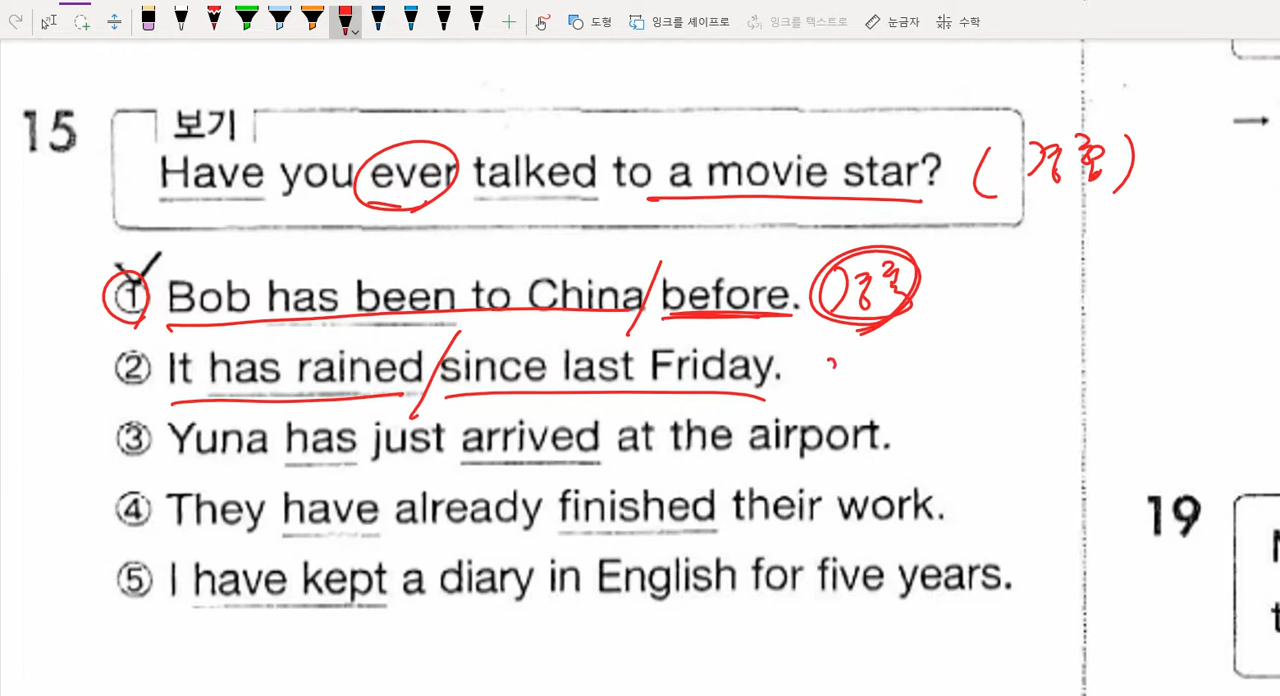 도형 잉크를 셰이프로 잉크를 텍스트로 눈금자 수학
15
보기
Have you ever talked to a movie star? (경험)
① Bob has been to China / before. 경험
② It has rained / since last Friday.
③ Yuna has just arrived at the airport.
④ They have already finished their work.
⑤ I have kept a diary in English for five years.
→
19